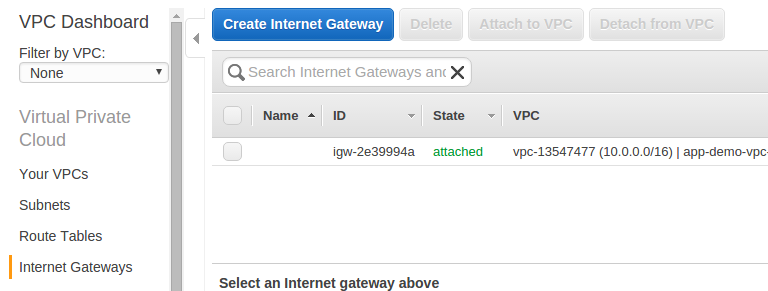 VPC Dashboard
Filter by VPC:
None
Virtual Private
Cloud
Your VPCs
Subnets
Route Tables
Internet Gateways
Create Internet Gateway Delete Attach to VPC Detach from VPC
Search Internet Gateways and
Name ID State VPC
igw-2e39994a attached vpc-13547477 (10.0.0.0/16) | app-demo-vpc-
Select an Internet gateway above